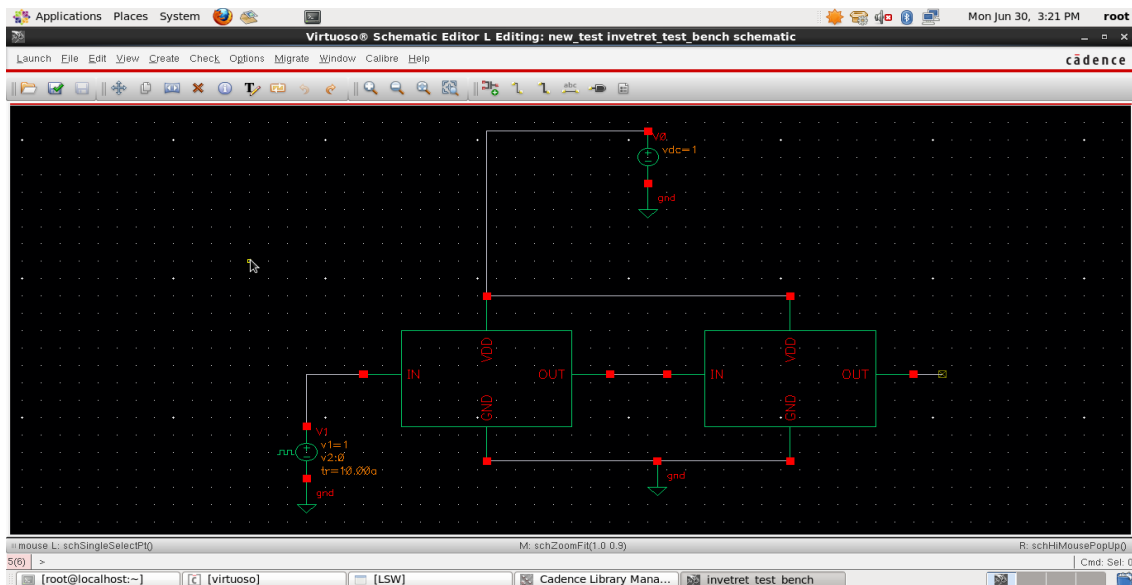 Applications Places System Mon Jun 30, 3:21 PM root
Virtuoso® Schematic Editor L Editing: new_test invetret_test_bench schematic
Launch File Edit View Create Check Options Migrate Window Calibre Help cādence
abc
V0
vdc=1
gnd
VDD VDD
IN OUT IN OUT
GND GND
V1
v1=1
v2:0
tr=10.00a
gnd
gnd
mouse L: schSingleSelectPt() M: schZoomFit(1.0 0.9) R: schHiMousePopUp()
5(6) > Cmd: Sel: 0
[root@localhost:~] [virtuoso] [LSW] Cadence Library Mana... invetret_test_bench